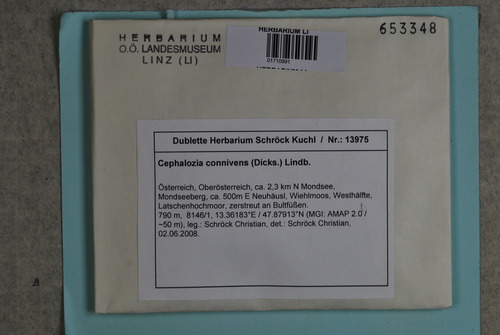 HERBARIUM
O.Ö. LANDESMUSEUM
LINZ (LI)
HERBARIUM LI
01710991
653348
Dublette Herbarium Schröck Kuchl / Nr.: 13975
Cephalozia connivens (Dicks.) Lindb.
Österreich, Oberösterreich, ca. 2,3 km N Mondsee,
Mondseeberg, ca. 500m E Neuhäusl, Wiehlmoos, Westhälfte,
Latschenhochmoor, zerstreut an Bultfüßen.
790 m, 8146/1, 13.36183°E / 47.87913°N (MGI: AMAP 2.0 /
~50 m), leg.: Schröck Christian, det.: Schröck Christian,
02.06.2008.